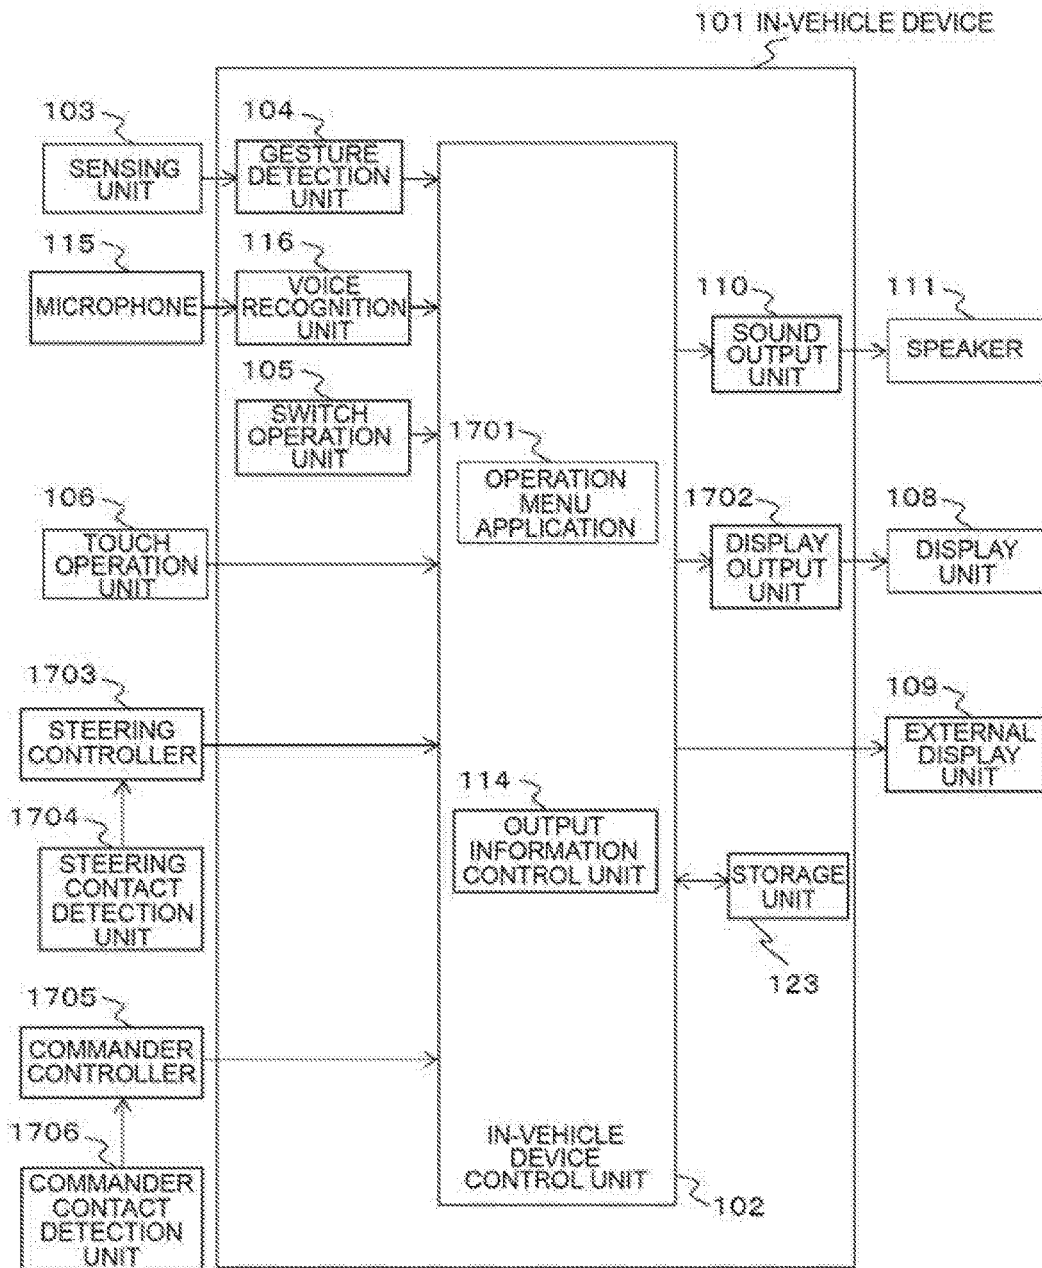 101 IN-VEHICLE DEVICE
103
SENSING
UNIT
104
GESTURE
DETECTION
UNIT
115
MICROPHONE
116
VOICE
RECOGNITION
UNIT
105
SWITCH
OPERATION
UNIT
110
SOUND
OUTPUT
UNIT
111
SPEAKER
1701
OPERATION
MENU
APPLICATION
106
TOUCH
OPERATION
UNIT
1702
DISPLAY
OUTPUT
UNIT
108
DISPLAY
UNIT
1703
STEERING
CONTROLLER
109
EXTERNAL
DISPLAY
UNIT
1704
STEERING
CONTACT
DETECTION
UNIT
114
OUTPUT
INFORMATION
CONTROL UNIT
STORAGE
UNIT
123
1705
COMMANDER
CONTROLLER
1706
COMMANDER
CONTACT
DETECTION
UNIT
IN-VEHICLE
DEVICE
CONTROL UNIT
102